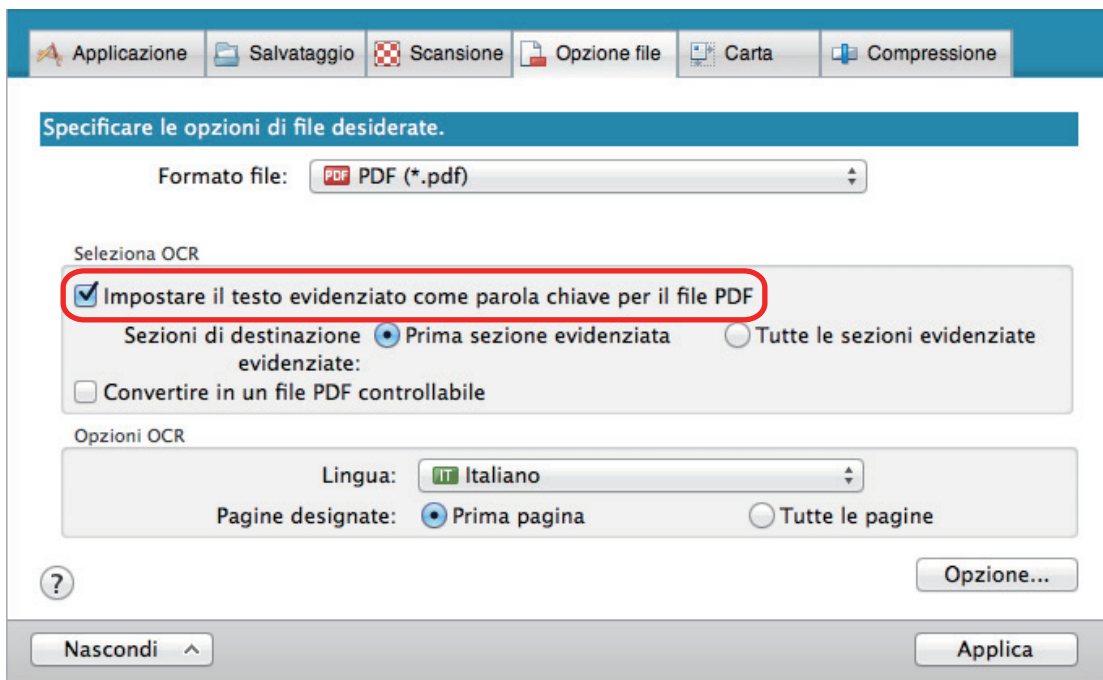 Applicazione Salvataggio Scansione Opzione file Carta Compressione
Specificare le opzioni di file desiderate.
Formato file: PDF PDF (*.pdf)
Seleziona OCR
Impostare il testo evidenziato come parola chiave per il file PDF
Sezioni di destinazione Prima sezione evidenziata Tutte le sezioni evidenziate
evidenziate:
Convertire in un file PDF controllabile
Opzioni OCR
Lingua: IT Italiano
Pagine designate: Prima pagina Tutte le pagine
? Opzione...
Nascondi Applica